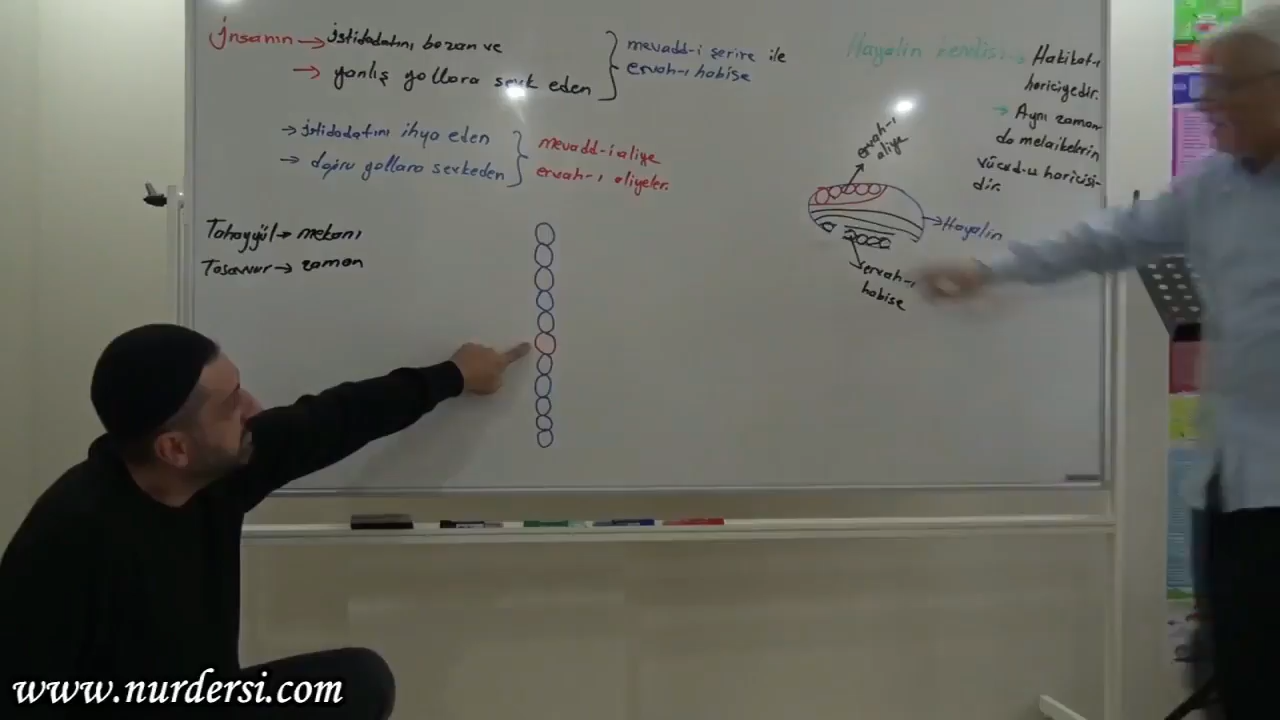 İnsanın → istidadatını bozan ve
→ yanlış yollara sevk eden
mevadd-i şerire ile
ervah-ı habise
→ istidadatını ihya eden
→ doğru yollara sevkeden
mevadd-i aliye
ervah-ı aliyeler.
Tahayyül → mekanı
Tasavvur → zaman
Hayalin kendisi:
Hakikat-ı
hariciyedir.
→ Aynı zaman
da melaikelerin
vücud-u haricisi-
dir.
ervah-ı
aliye
→ Hayalin
ervah-ı
habise
www.nurdersi.com